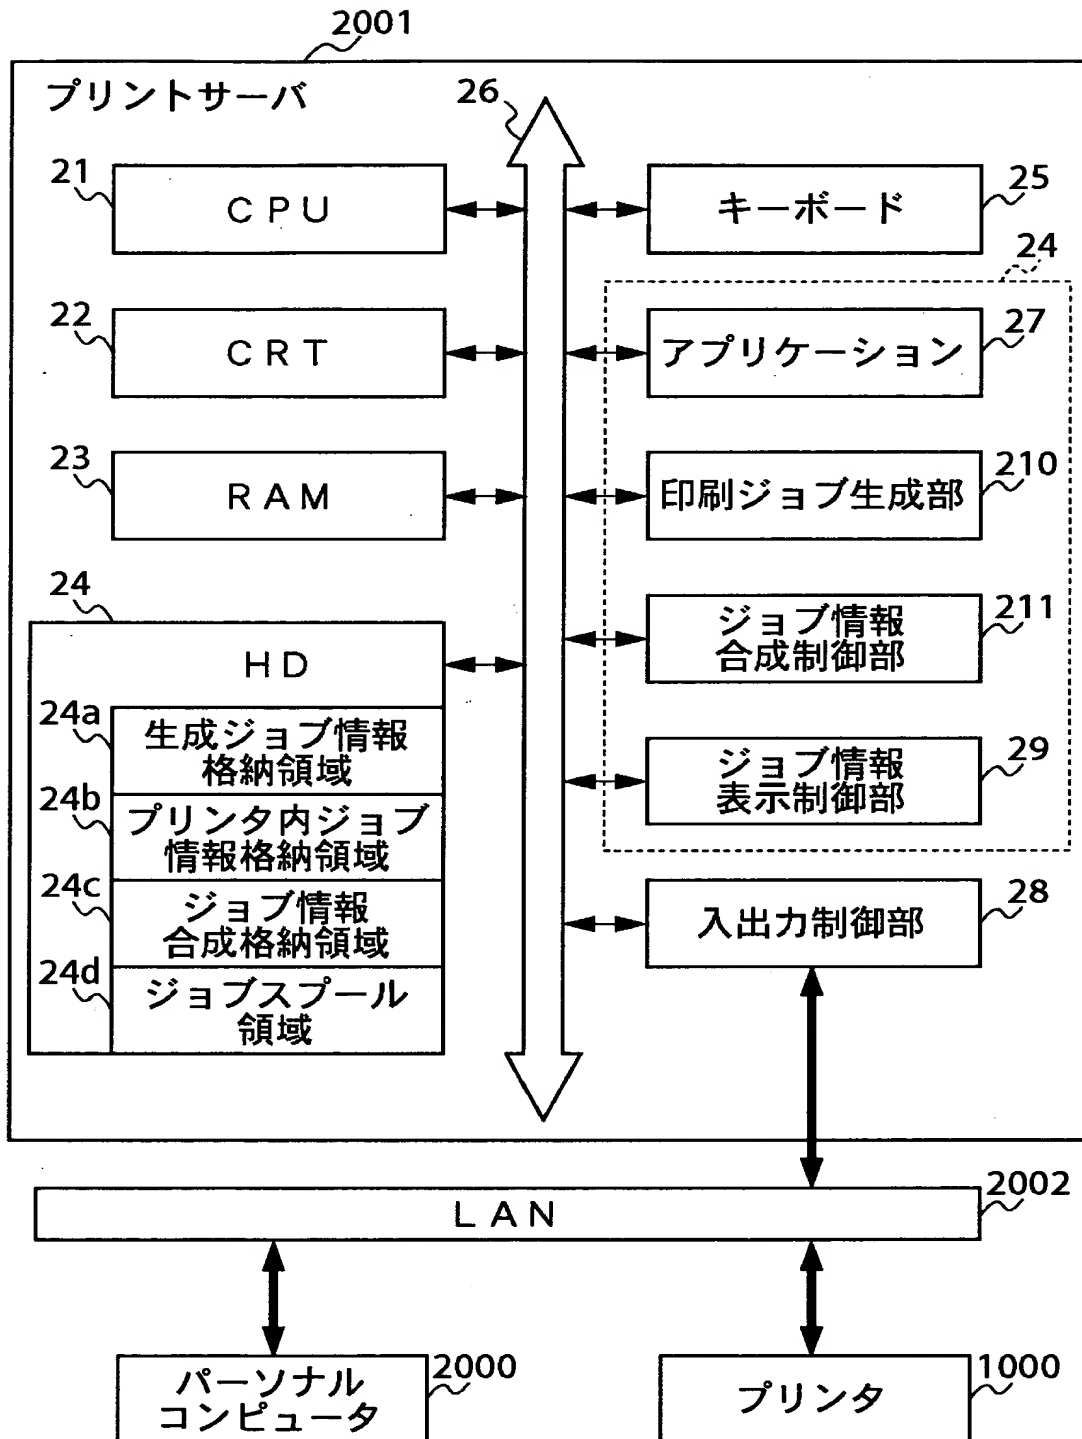 2001
プリントサーバ
26
21
CPU
25
キーボード
24
22
CRT
27
アプリケーション
23
RAM
210
印刷ジョブ生成部
24
HD
211
ジョブ情報
合成制御部
24a
生成ジョブ情報
格納領域
29
ジョブ情報
表示制御部
24b
プリンタ内ジョブ
情報格納領域
24c
ジョブ情報
合成格納領域
28
入出力制御部
24d
ジョブスプール
領域
2002
LAN
2000
パーソナル
コンピュータ
1000
プリンタ